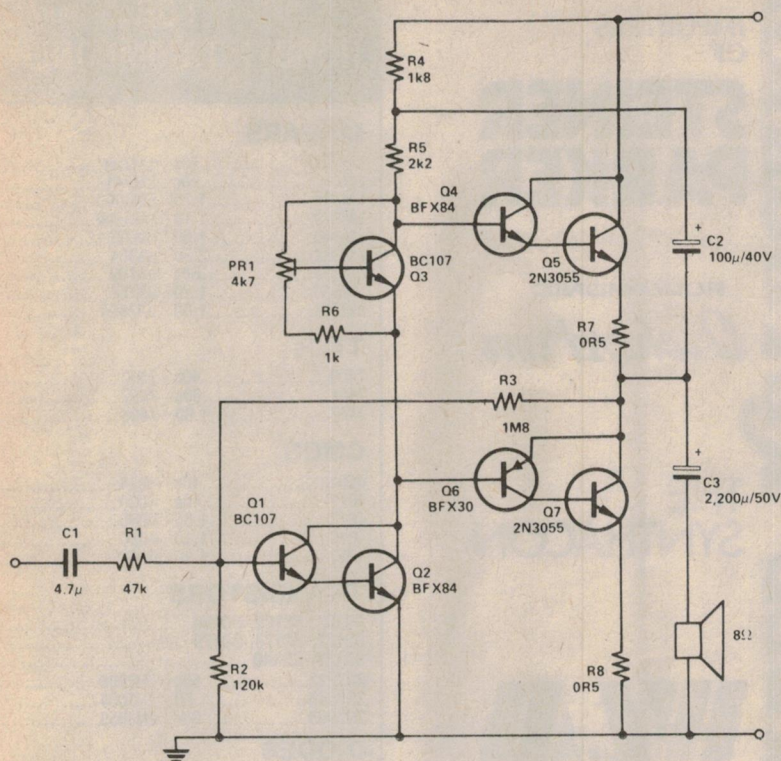 R4
1k8
R5
2k2
Q4
BFX84
C2
100μ/40V
BC107
Q3
PR1
4k7
Q5
2N3055
R6
1k
R7
0R5
R3
1M8
Q1
BC107
Q6
BFX30
Q7
2N3055
C3
2,200μ/50V
C1
4.7μ
R1
47k
Q2
BFX84
8Ω
R2
120k
R8
0R5